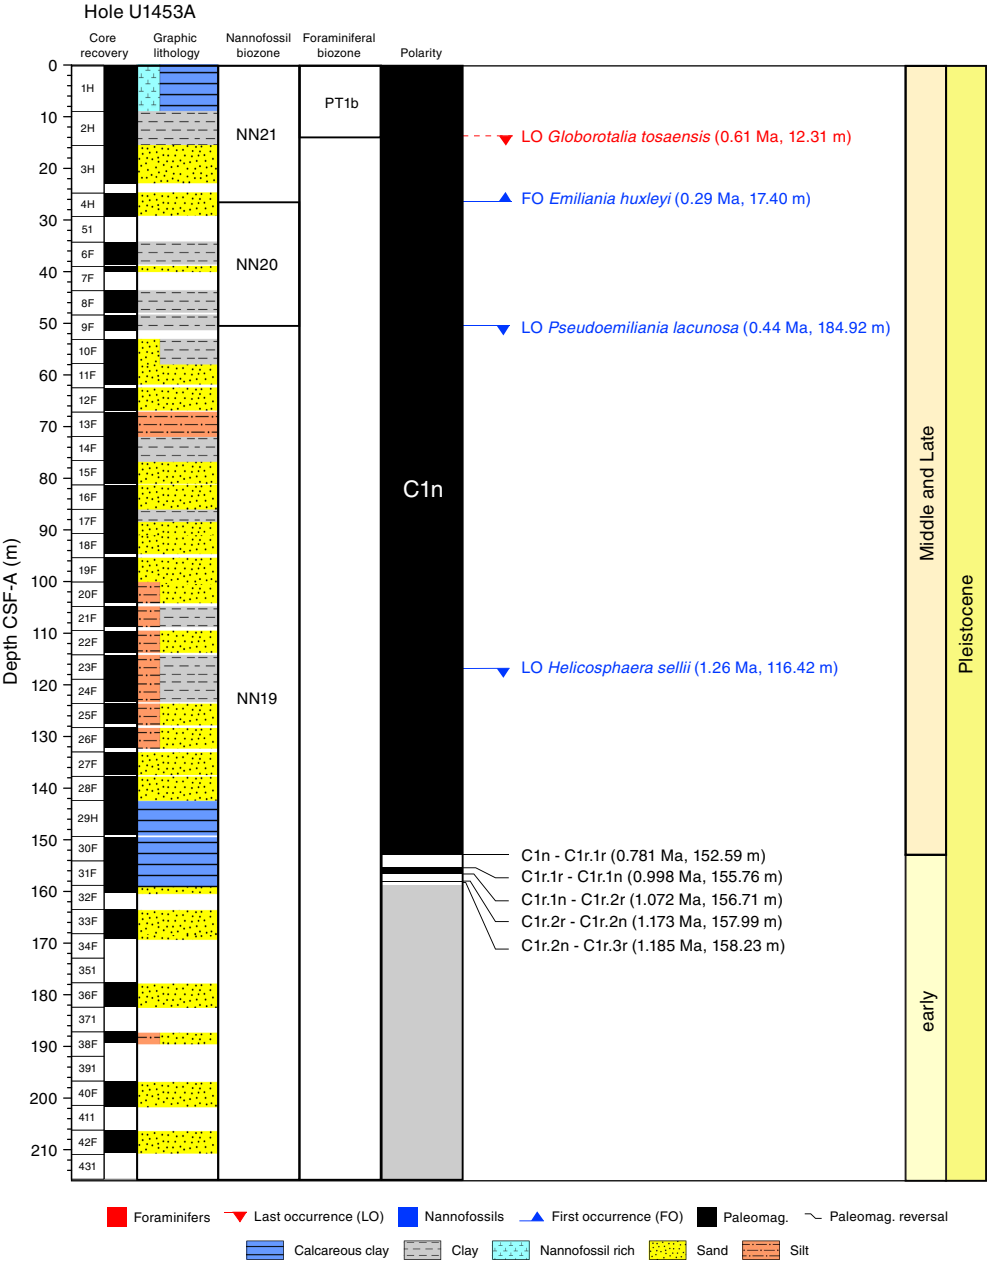 Hole U1453A
Core recovery
Graphic lithology
Nannofossil biozone
Foraminiferal biozone
Polarity
Depth CSF-A (m)
0
10
20
30
40
50
60
70
80
90
100
110
120
130
140
150
160
170
180
190
200
210
1H
2H
3H
4H
51
6F
7F
8F
9F
10F
11F
12F
13F
14F
15F
16F
17F
18F
19F
20F
21F
22F
23F
24F
25F
26F
27F
28F
29H
30F
31F
32F
33F
34F
351
36F
371
38F
391
40F
411
42F
431
NN21
NN20
NN19
PT1b
C1n
LO Globorotalia tosaensis (0.61 Ma, 12.31 m)
FO Emiliania huxleyi (0.29 Ma, 17.40 m)
LO Pseudoemiliania lacunosa (0.44 Ma, 184.92 m)
LO Helicosphaera sellii (1.26 Ma, 116.42 m)
C1n - C1r.1r (0.781 Ma, 152.59 m)
C1r.1r - C1r.1n (0.998 Ma, 155.76 m)
C1r.1n - C1r.2r (1.072 Ma, 156.71 m)
C1r.2r - C1r.2n (1.173 Ma, 157.99 m)
C1r.2n - C1r.3r (1.185 Ma, 158.23 m)
Middle and Late
early
Pleistocene
Foraminifers
Last occurrence (LO)
Nannofossils
First occurrence (FO)
Paleomag.
Paleomag. reversal
Calcareous clay
Clay
Nannofossil rich
Sand
Silt